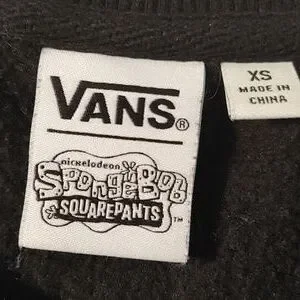 VANS®
nickelodeon
SpongeBob
SQUAREPANTS™
XS
MADE IN
CHINA